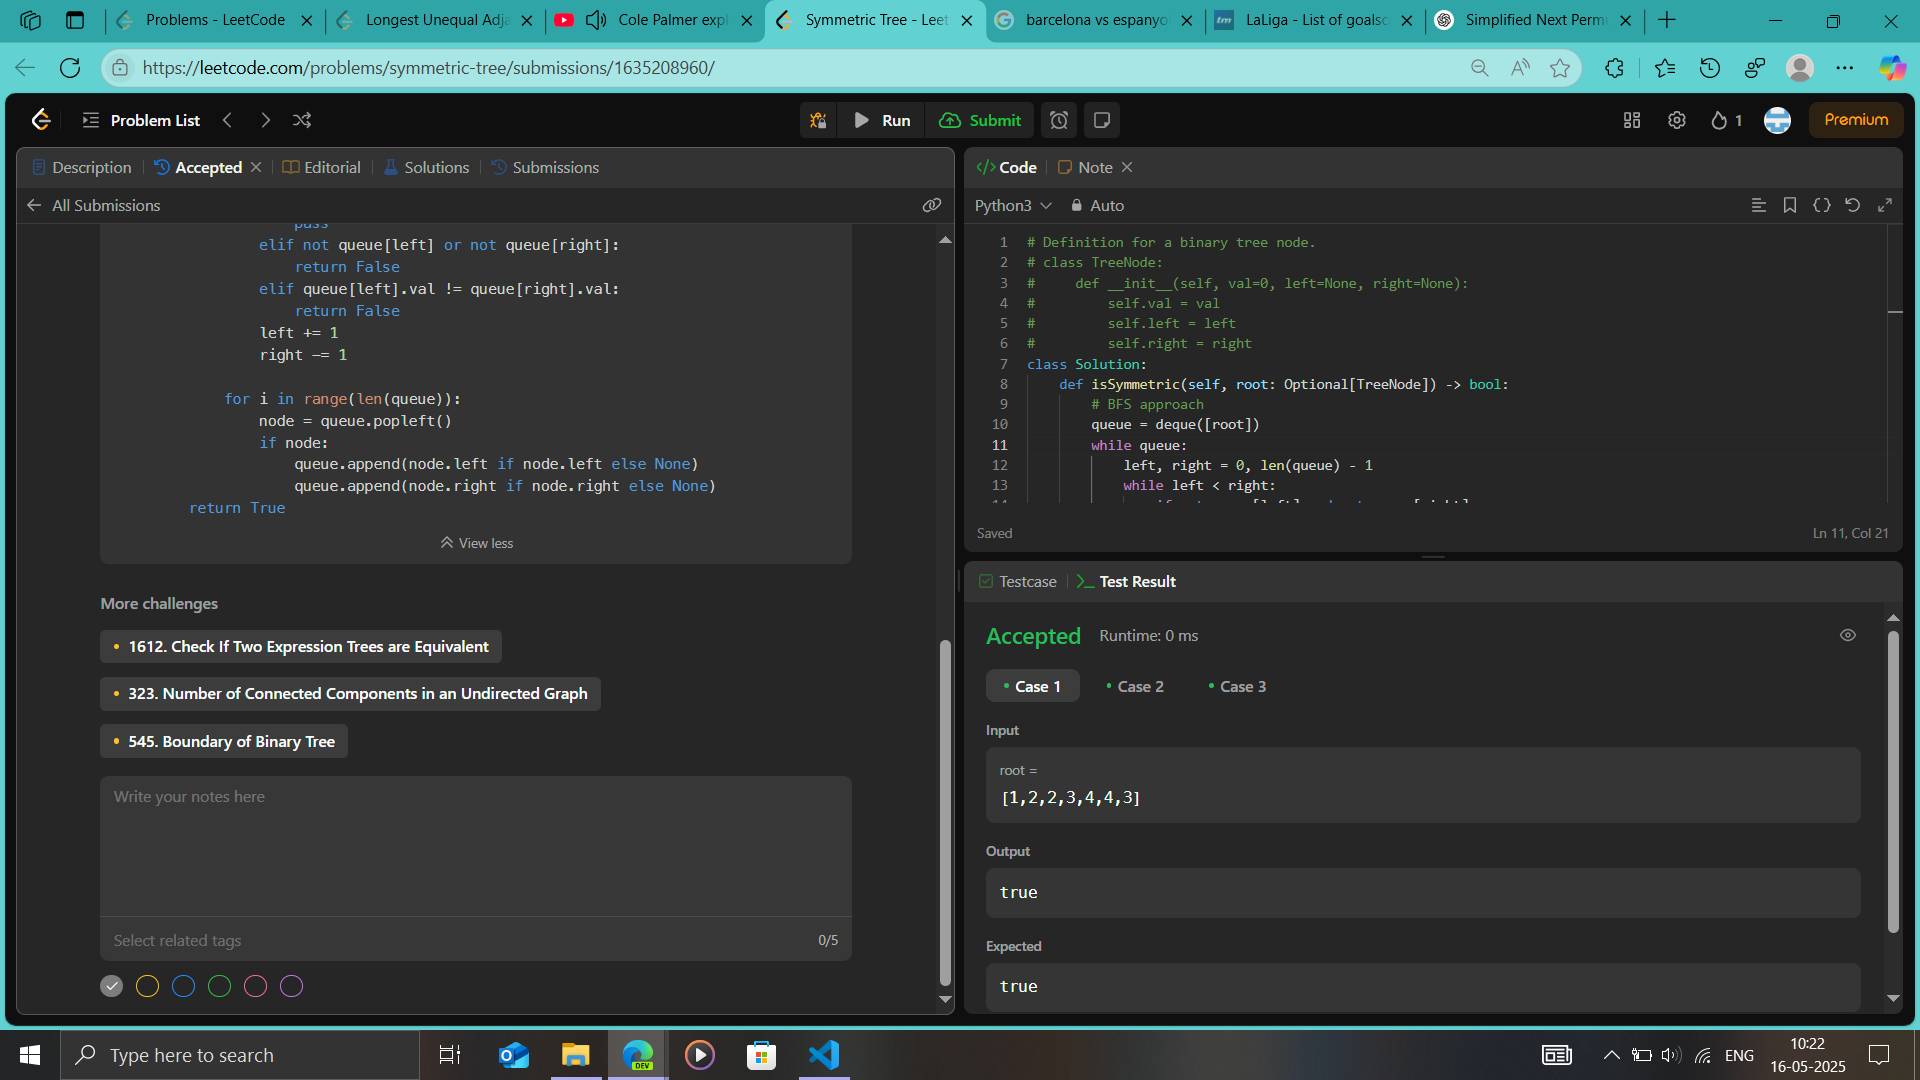 Problems - LeetCode
Longest Unequal Adja
Cole Palmer exp
Symmetric Tree - Leet
barcelona vs espanyo
LaLiga - List of goalsc
Simplified Next Perm
https://leetcode.com/problems/symmetric-tree/submissions/1635208960/
Problem List
Run
Submit
1
Premium
Description
Accepted
Editorial
Solutions
Submissions
All Submissions
pass
elif not queue[left] or not queue[right]:
return False
elif queue[left].val != queue[right].val:
return False
left += 1
right -= 1
for i in range(len(queue)):
node = queue.popleft()
if node:
queue.append(node.left if node.left else None)
queue.append(node.right if node.right else None)
return True
View less
More challenges
1612. Check If Two Expression Trees are Equivalent
323. Number of Connected Components in an Undirected Graph
545. Boundary of Binary Tree
Write your notes here
Select related tags
0/5
Code
Note
Python3
Auto
1 # Definition for a binary tree node.
2 # class TreeNode:
3 #     def __init__(self, val=0, left=None, right=None):
4 #         self.val = val
5 #         self.left = left
6 #         self.right = right
7 class Solution:
8     def isSymmetric(self, root: Optional[TreeNode]) -> bool:
9         # BFS approach
10         queue = deque([root])
11         while queue:
12             left, right = 0, len(queue) - 1
13             while left < right:
Saved
Ln 11, Col 21
Testcase
Test Result
Accepted
Runtime: 0 ms
Case 1
Case 2
Case 3
Input
root =
[1,2,2,3,4,4,3]
Output
true
Expected
true
Type here to search
DEV
ENG
10:22
16-05-2025